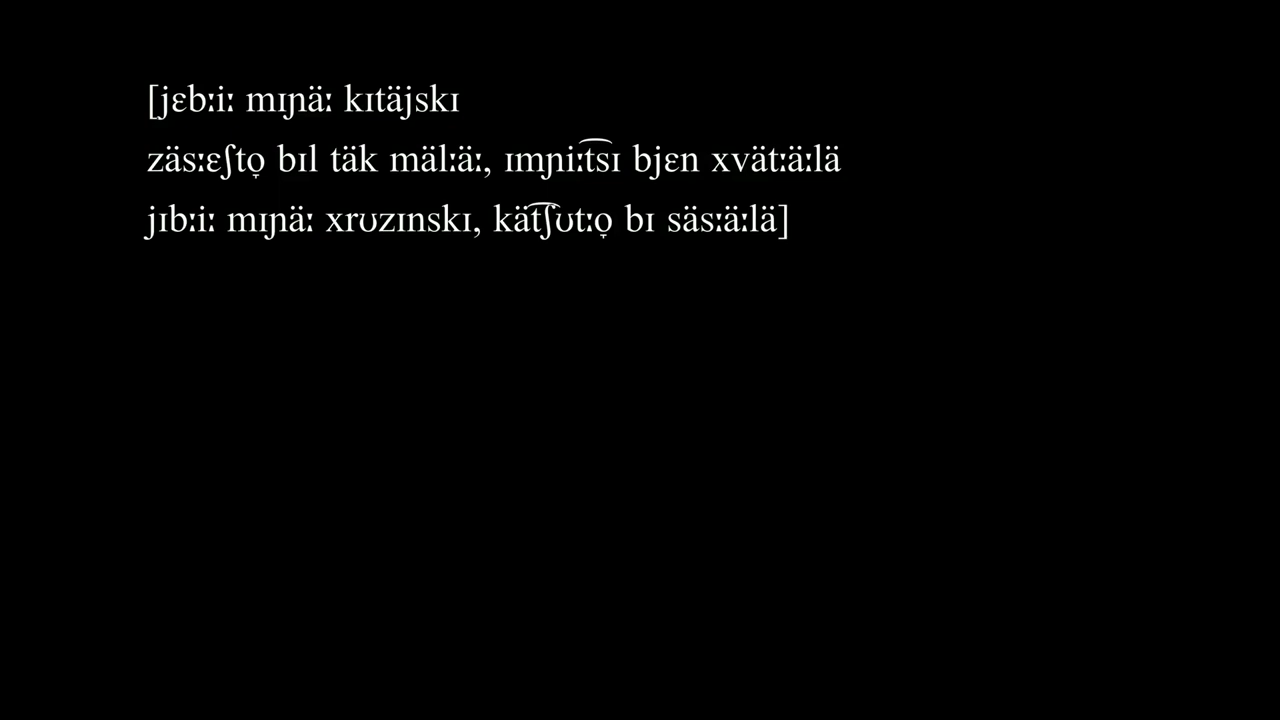 [jɛbːiː mɪɲäː kɪtäjskɪ
zäsːɛʃto̞ bɪl täk mälːäː, ɪmɲiːt͡sɪ bjɛn xvätːäːlä
jɪbːiː mɪɲäː xrʊzɪnskɪ, kät͡ʃʊtːo̞ bɪ säsːäːlä]